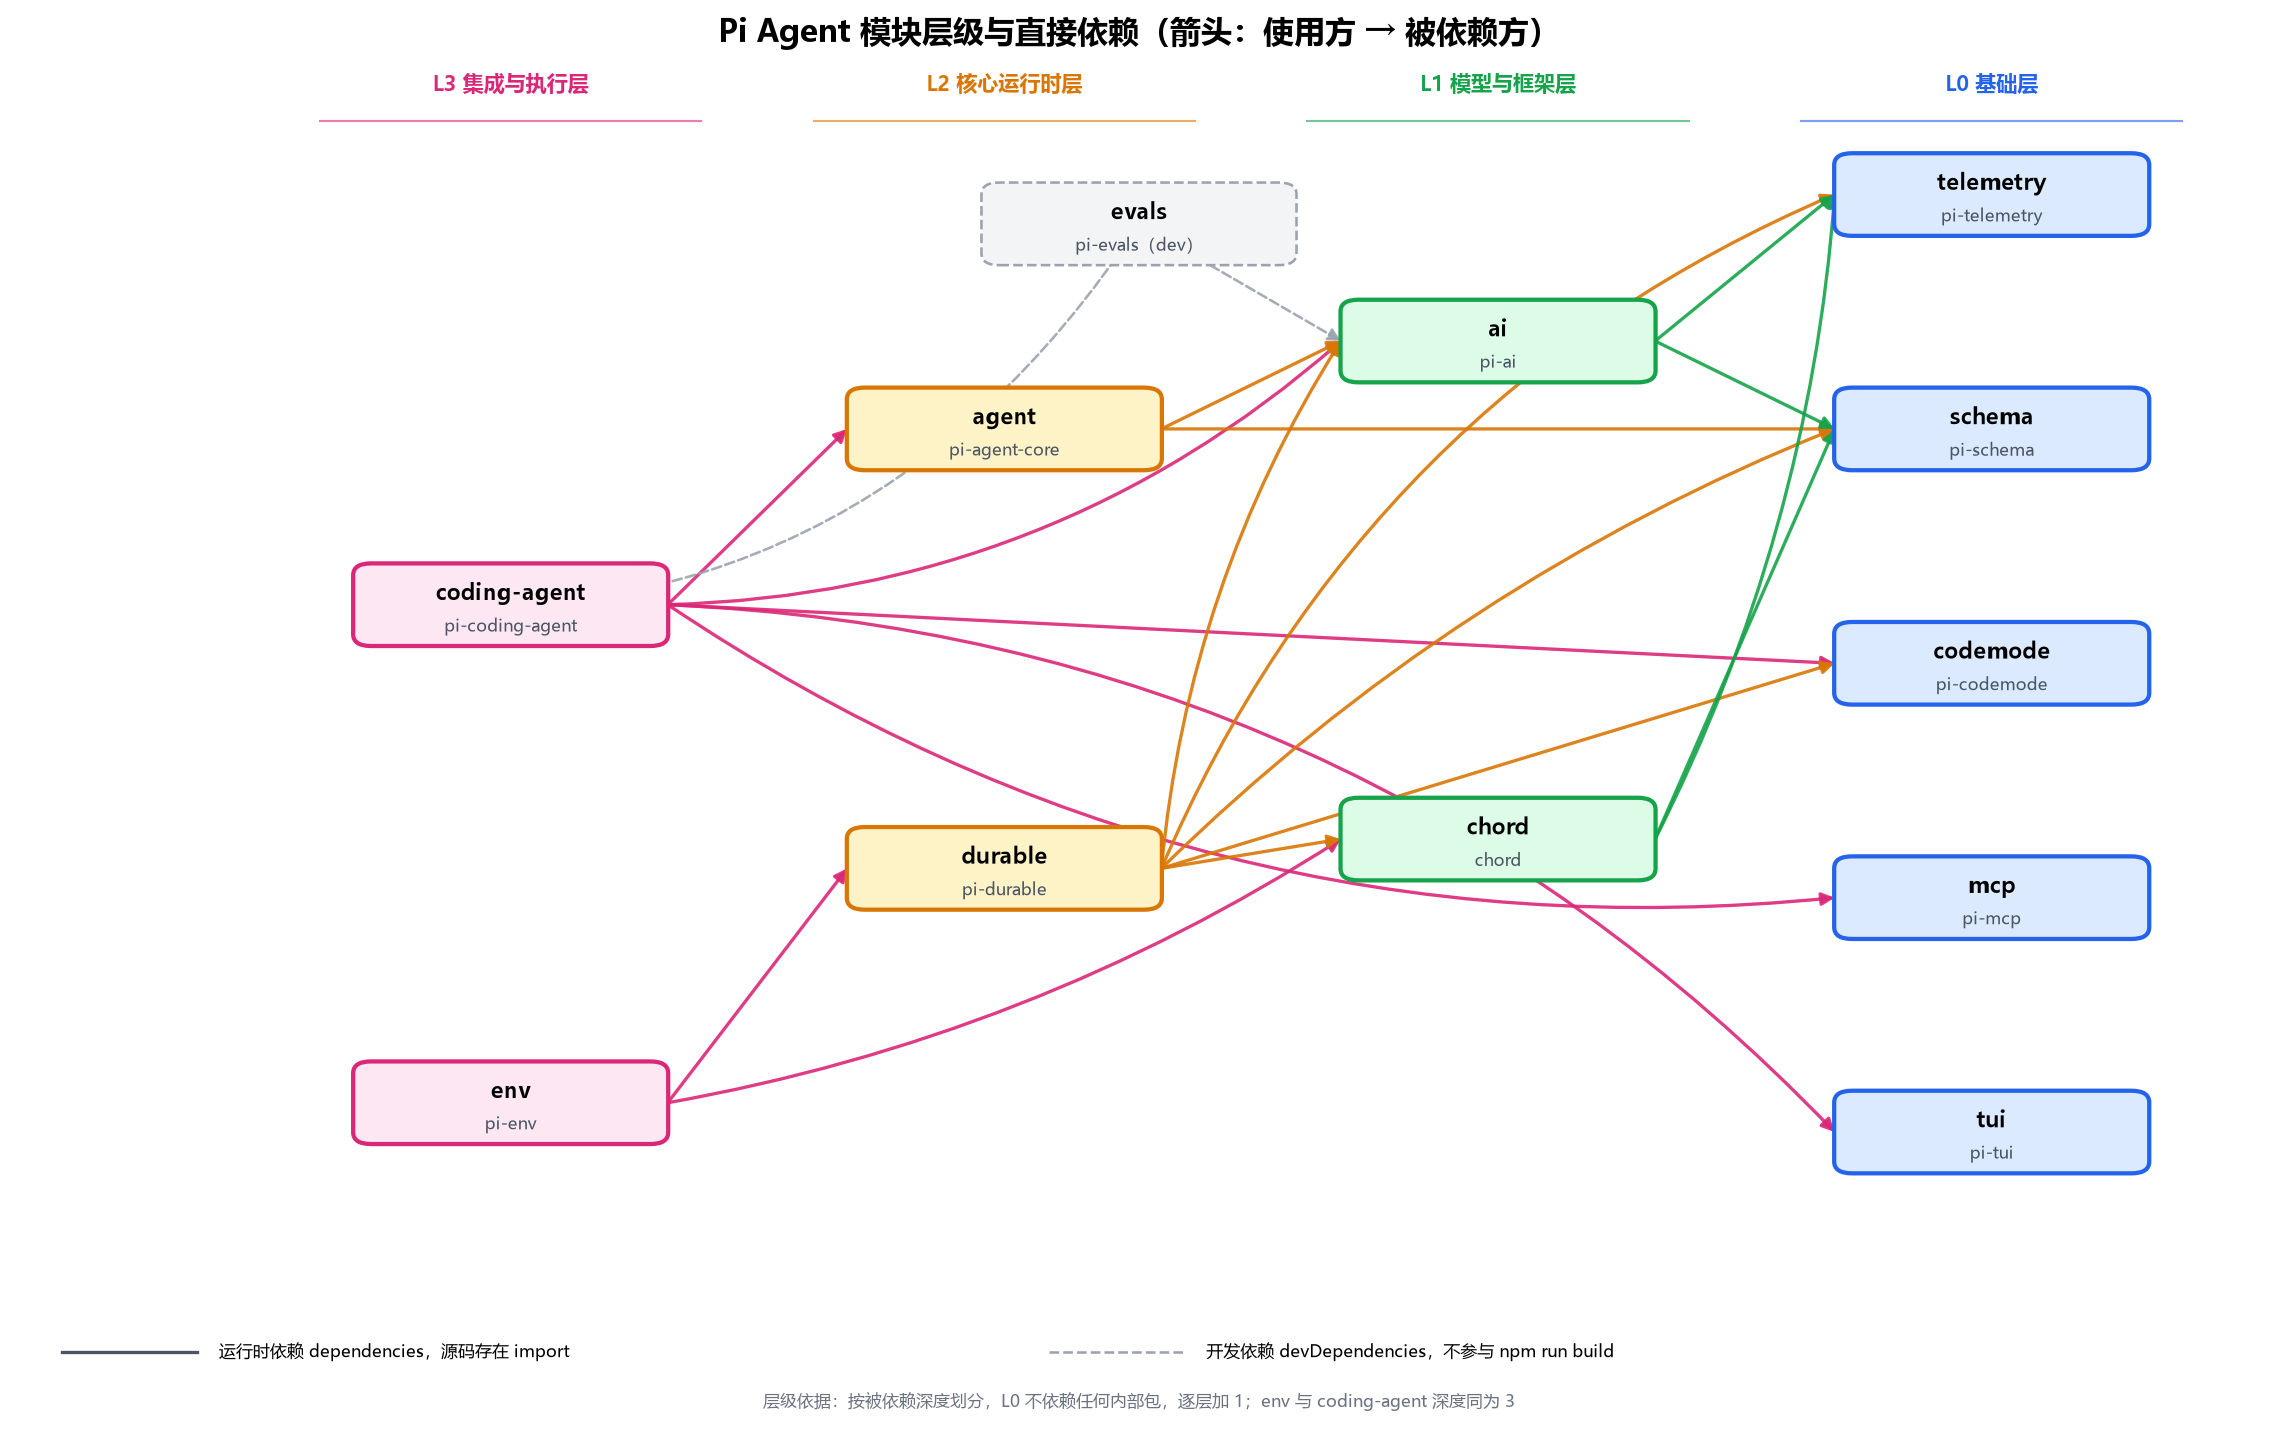 Pi Agent 模块层级与直接依赖（箭头：使用方 → 被依赖方）
L3 集成与执行层
L2 核心运行时层
L1 模型与框架层
L0 基础层
telemetry
pi-telemetry
evals
pi-evals（dev）
ai
pi-ai
agent
pi-agent-core
schema
pi-schema
coding-agent
pi-coding-agent
codemode
pi-codemode
chord
chord
durable
pi-durable
mcp
pi-mcp
env
pi-env
tui
pi-tui
运行时依赖 dependencies，源码存在 import
开发依赖 devDependencies，不参与 npm run build
层级依据：按被依赖深度划分，L0 不依赖任何内部包，逐层加 1；env 与 coding-agent 深度同为 3